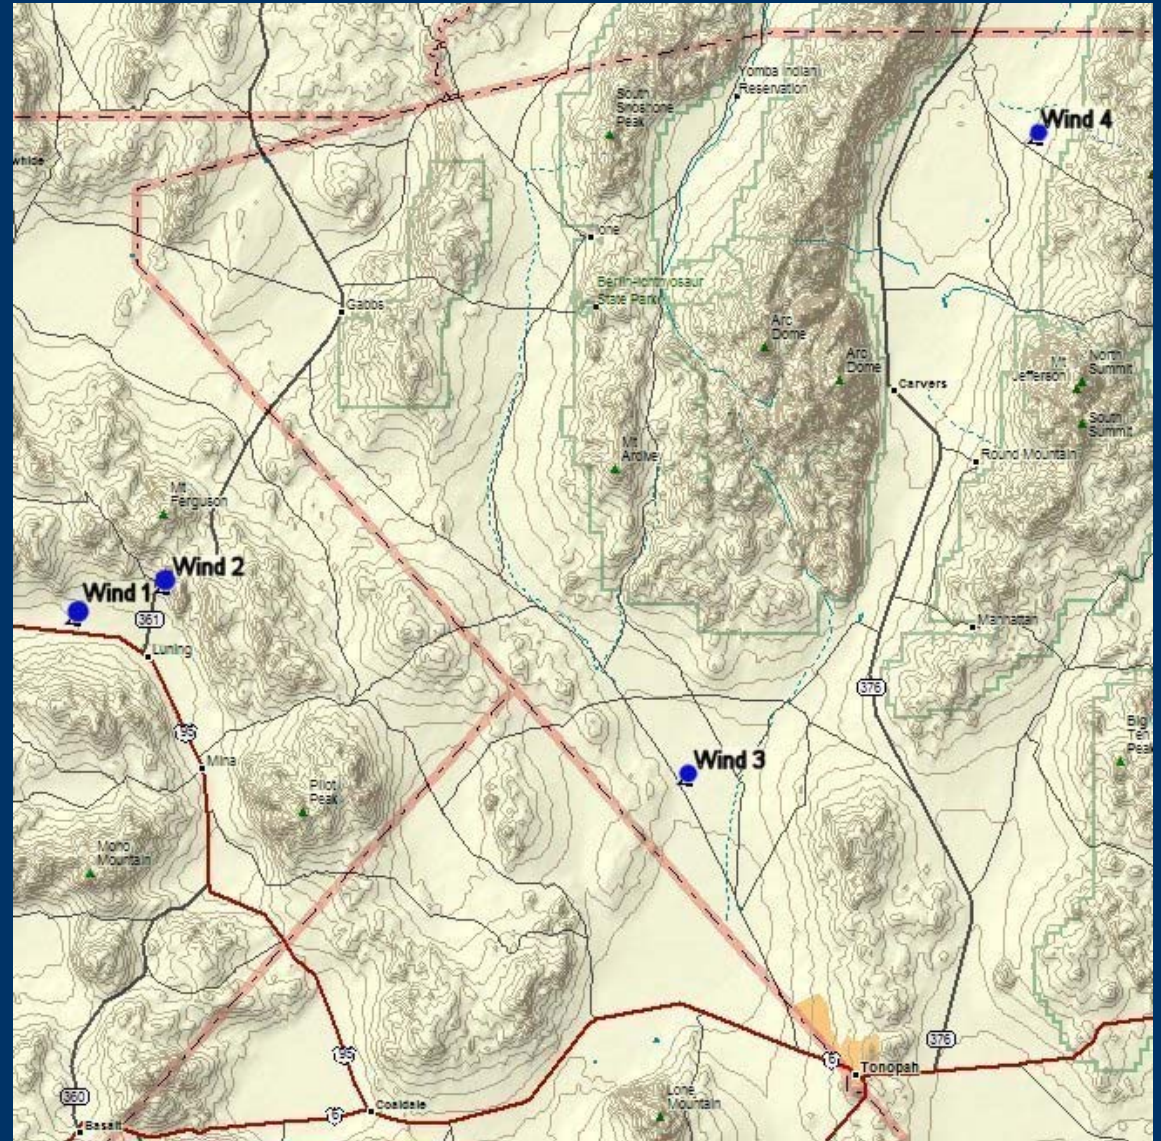 Yomba Indian
Reservation
South
Shoshone
Peak
Wind 4
whide
Ione
Berlin-Ichthyosaur
State Park
Gabbs
Arc
Dome
Arc
Dome
Mt
Jefferson
North
Summit
Carvers
South
Summit
Mt
Ardive
Round Mountain
Mt
Ferguson
Wind 2
Wind 1
361
Manhattan
Luning
376
95
Big
Ten
Peak
Mina
Wind 3
Pilot
Peak
Moho
Mountain
376
95
6
Tonopah
360
Lone
Mountain
Coaldale
6
Basalt